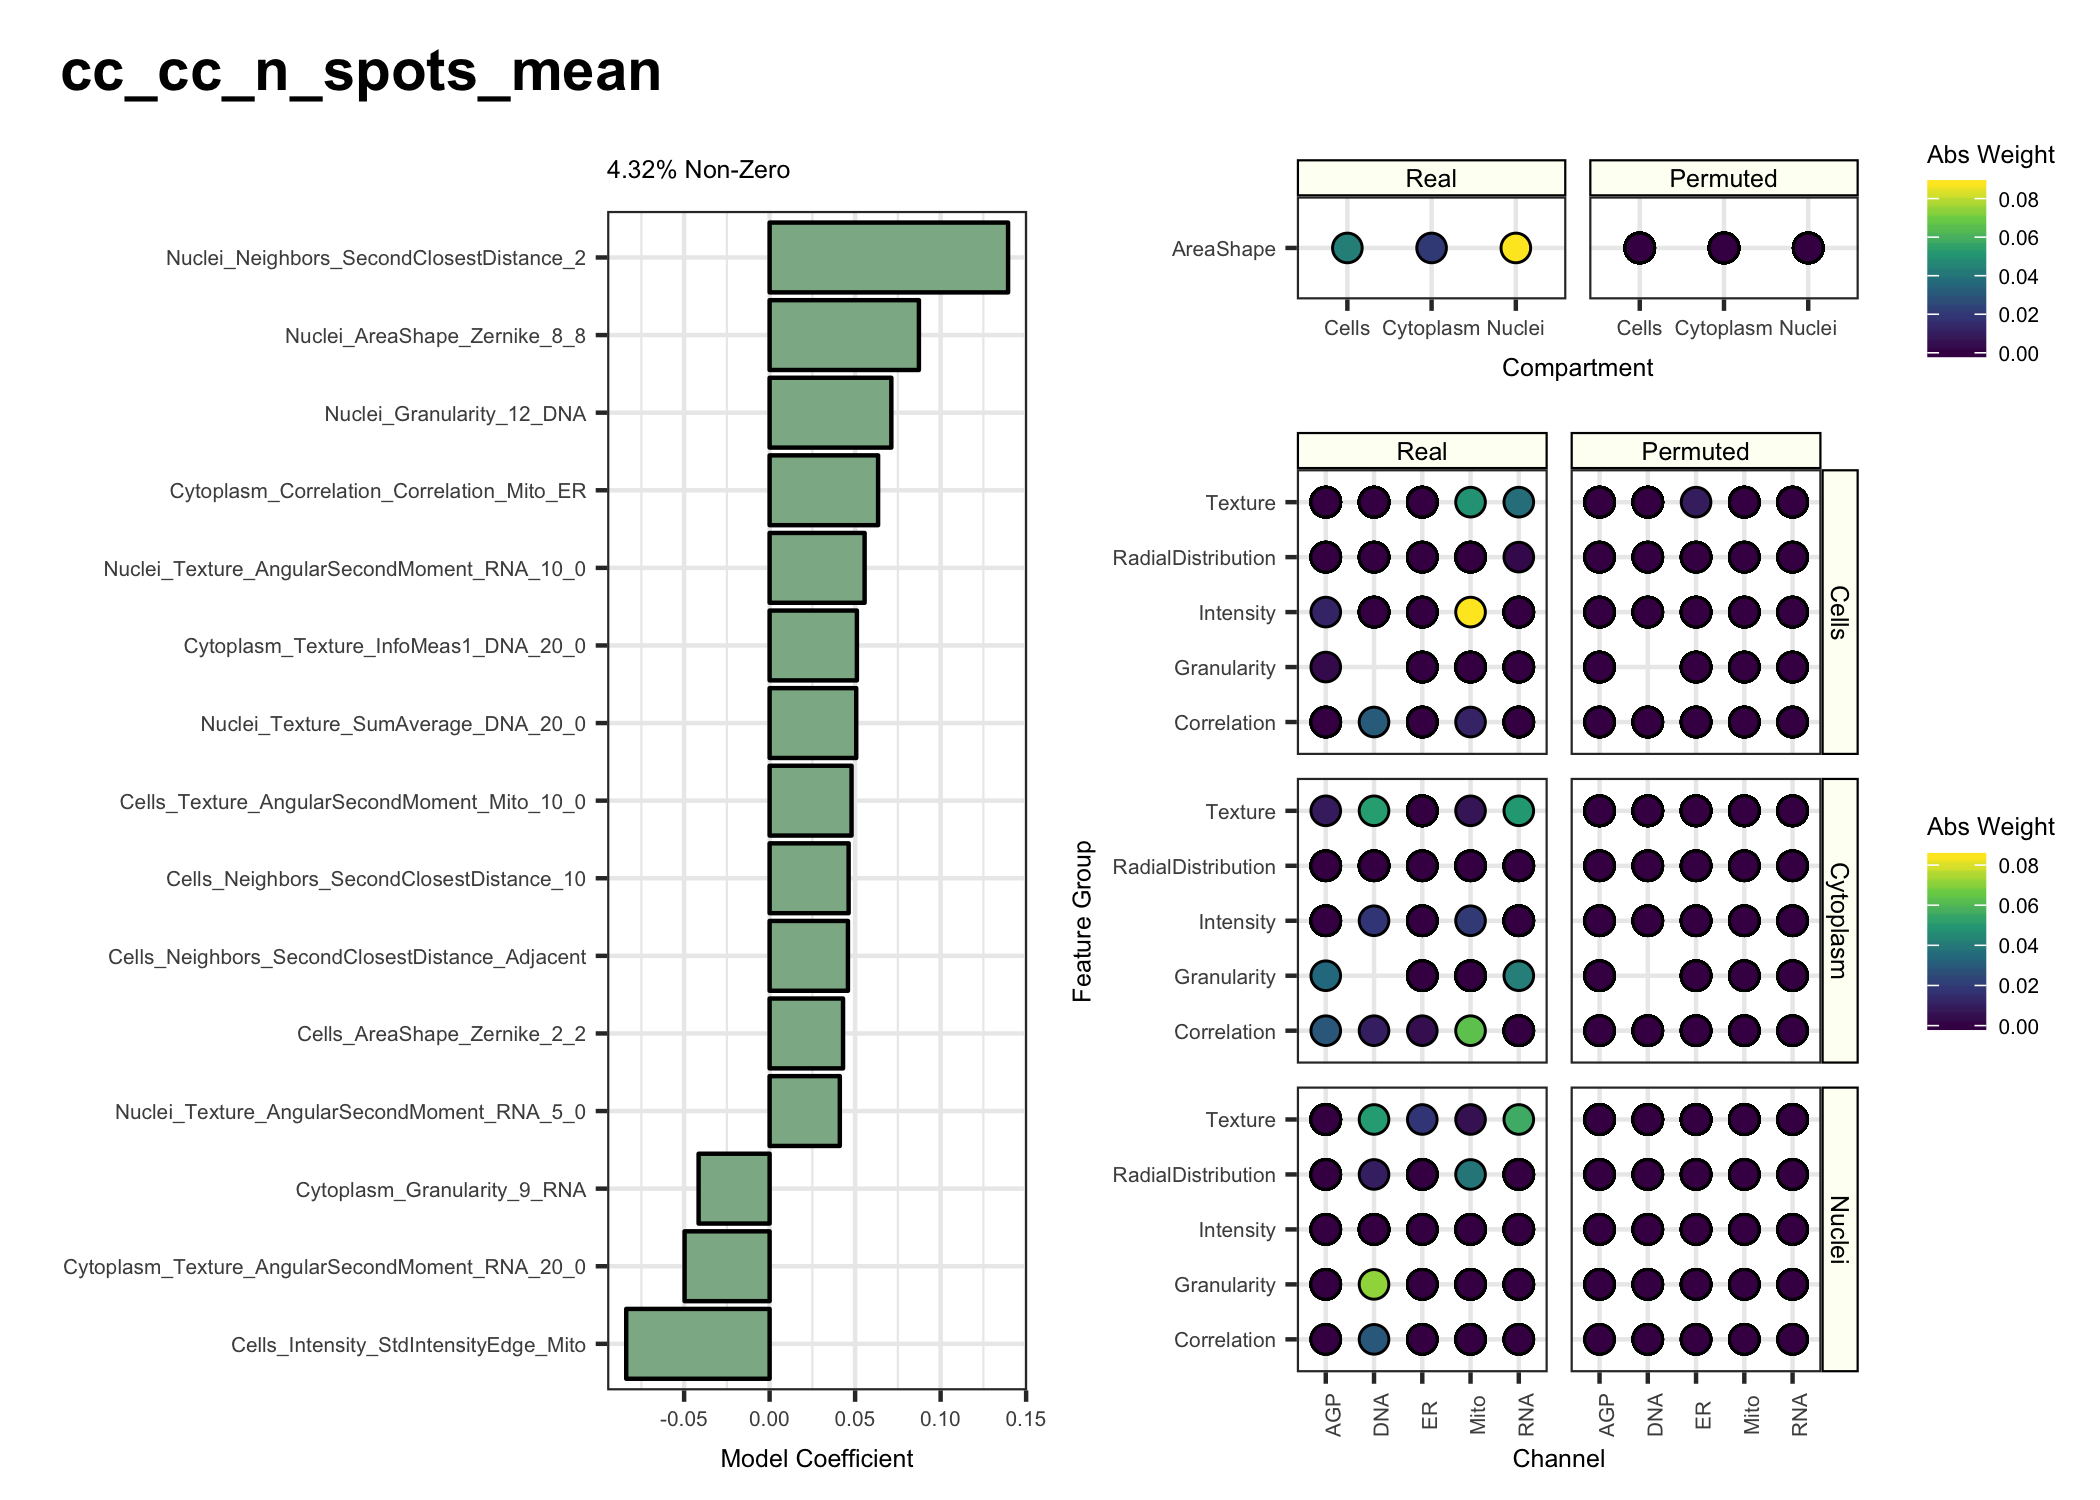 cc_cc_n_spots_mean
4.32% Non-Zero
Nuclei_Neighbors_SecondClosestDistance_2
Nuclei_AreaShape_Zernike_8_8
Nuclei_Granularity_12_DNA
Cytoplasm_Correlation_Correlation_Mito_ER
Nuclei_Texture_AngularSecondMoment_RNA_10_0
Cytoplasm_Texture_InfoMeas1_DNA_20_0
Nuclei_Texture_SumAverage_DNA_20_0
Cells_Texture_AngularSecondMoment_Mito_10_0
Cells_Neighbors_SecondClosestDistance_10
Cells_Neighbors_SecondClosestDistance_Adjacent
Cells_AreaShape_Zernike_2_2
Nuclei_Texture_AngularSecondMoment_RNA_5_0
Cytoplasm_Granularity_9_RNA
Cytoplasm_Texture_AngularSecondMoment_RNA_20_0
Cells_Intensity_StdIntensityEdge_Mito
-0.05 0.00 0.05 0.10 0.15
Model Coefficient
Real Permuted
AreaShape
Cells Cytoplasm Nuclei Cells Cytoplasm Nuclei
Compartment
Abs Weight
0.08
0.06
0.04
0.02
0.00
Feature Group
Real Permuted
Texture
RadialDistribution
Intensity
Granularity
Correlation
Cells
Texture
RadialDistribution
Intensity
Granularity
Correlation
Cytoplasm
Texture
RadialDistribution
Intensity
Granularity
Correlation
Nuclei
AGP DNA ER Mito RNA AGP DNA ER Mito RNA
Channel
Abs Weight
0.08
0.06
0.04
0.02
0.00